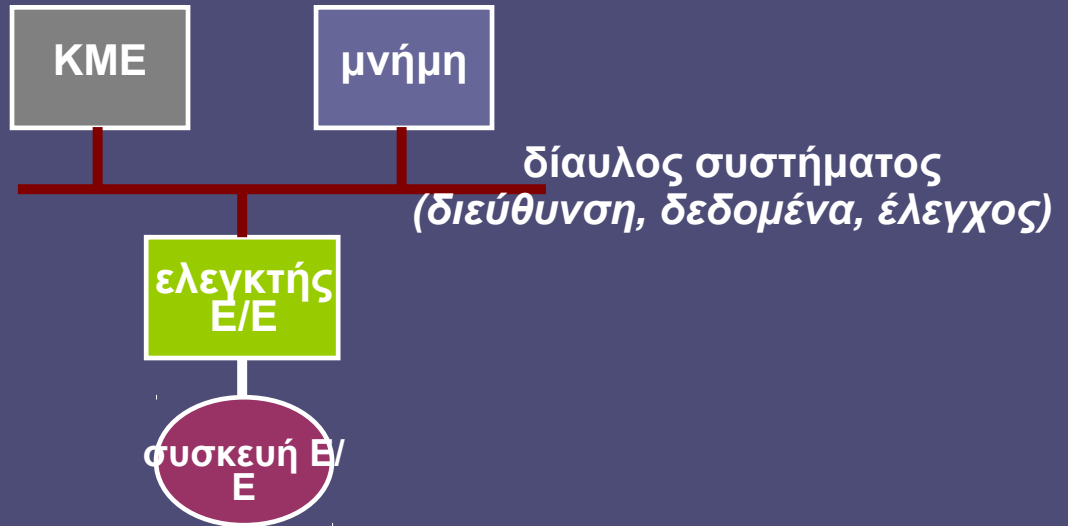 ΚΜΕ
μνήμη
δίαυλος συστήματος
(διεύθυνση, δεδομένα, έλεγχος)
ελεγκτής
Ε/Ε
συσκευή Ε/
Ε